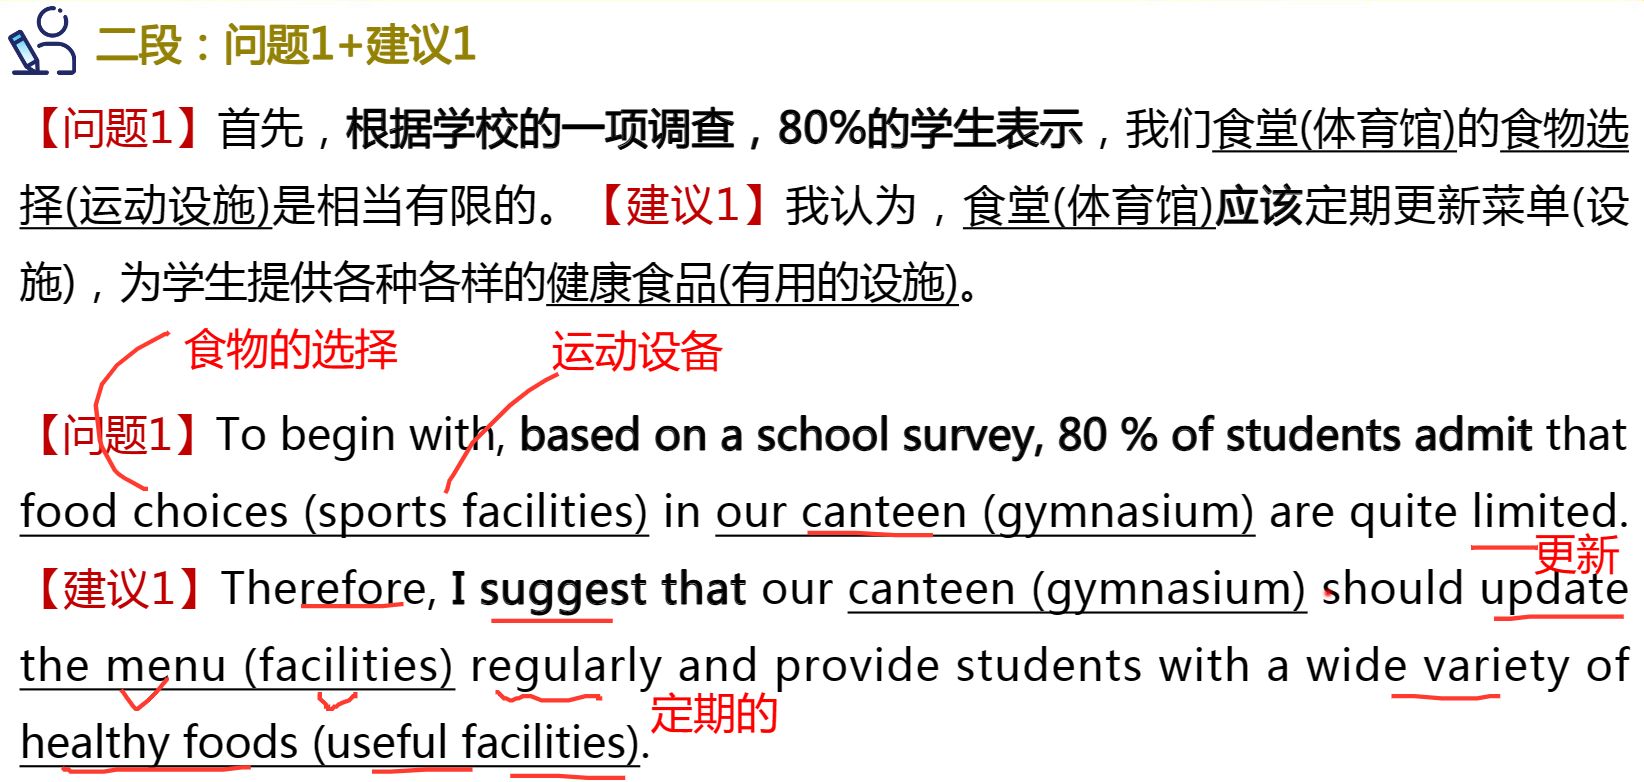 二段：问题1+建议1
【问题1】首先，根据学校的一项调查，80%的学生表示，我们食堂(体育馆)的食物选
择(运动设施)是相当有限的。【建议1】我认为，食堂(体育馆)应该定期更新菜单(设
施)，为学生提供各种各样的健康食品(有用的设施)。
食物的选择 运动设备
【问题1】To begin with, based on a school survey, 80 % of students admit that
food choices (sports facilities) in our canteen (gymnasium) are quite limited.
更新
【建议1】Therefore, I suggest that our canteen (gymnasium) should update
the menu (facilities) regularly and provide students with a wide variety of
定期的
healthy foods (useful facilities).